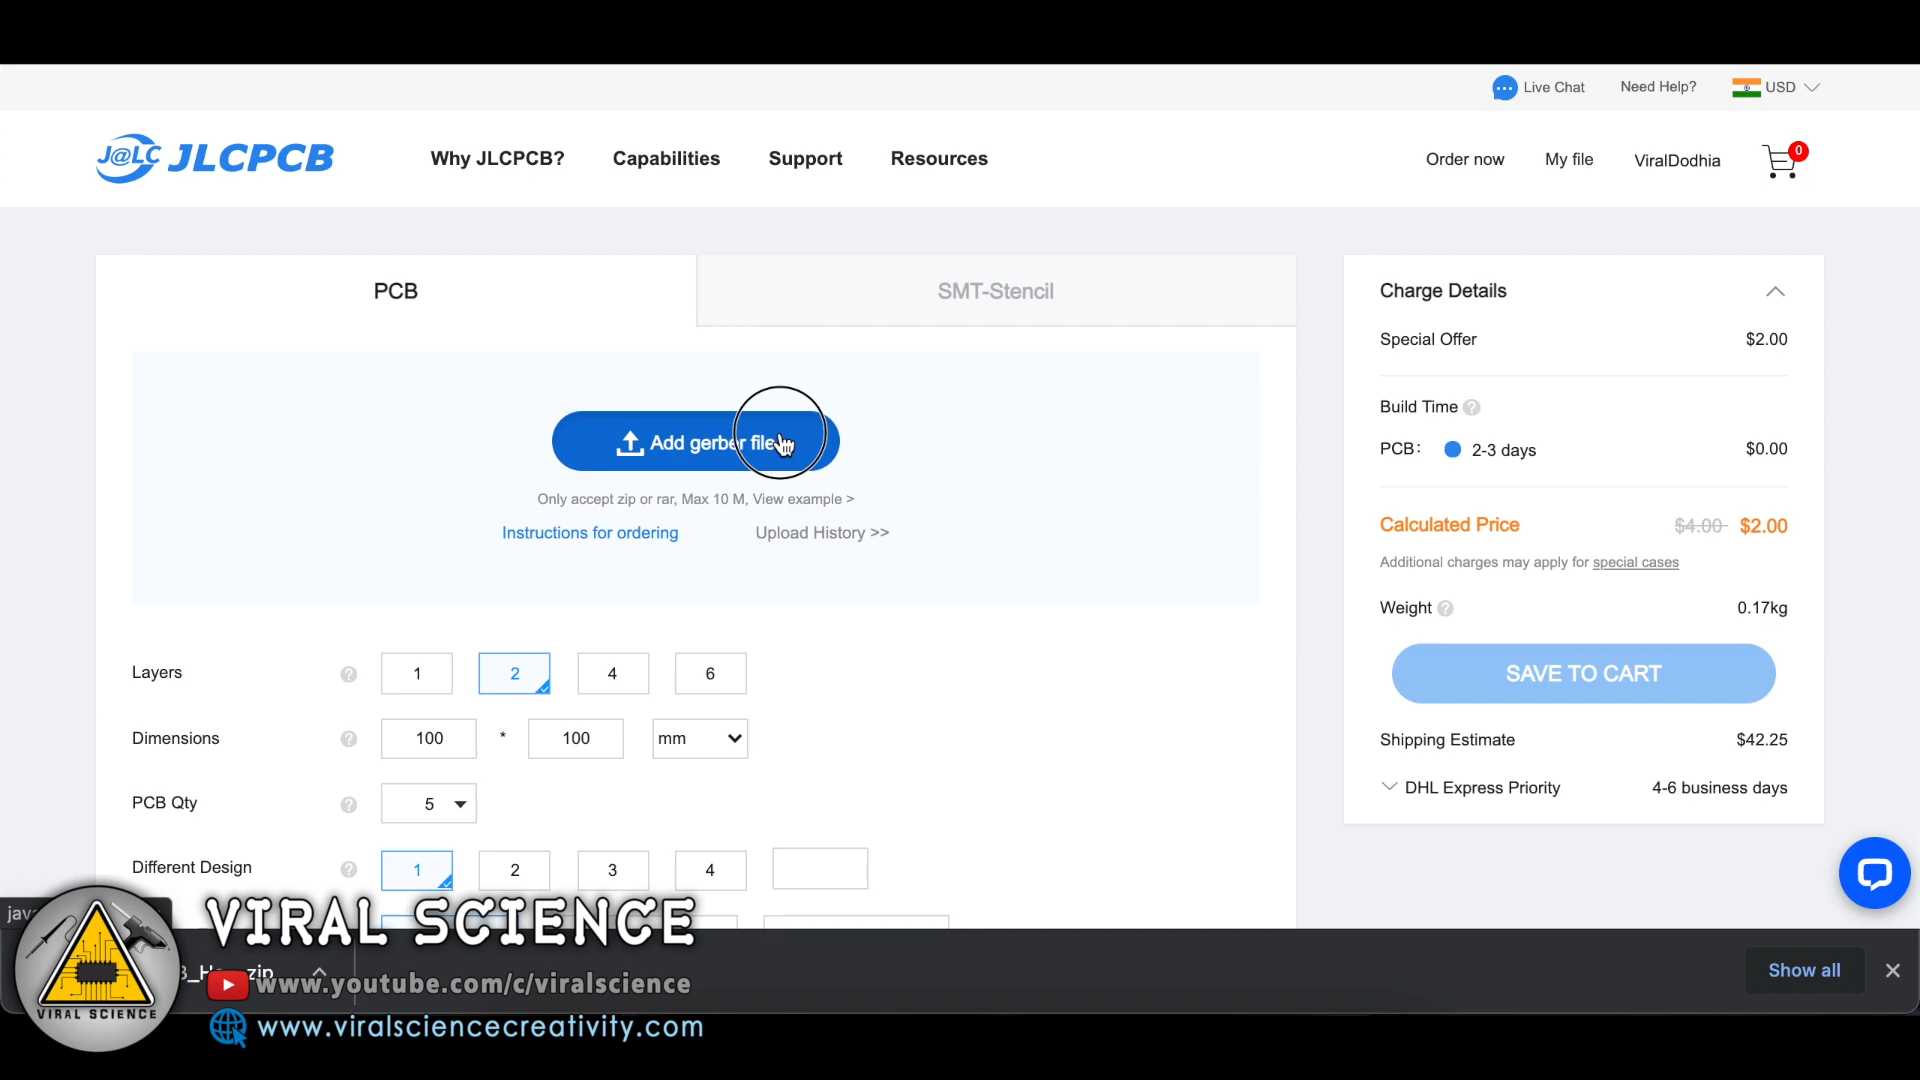 Live Chat
Need Help?
USD
J@LC JLCPCB
Why JLCPCB?
Capabilities
Support
Resources
Order now
My file
ViralDodhia
0
PCB
SMT-Stencil
Add gerber file
Only accept zip or rar, Max 10 M, View example >
Instructions for ordering
Upload History >>
Layers
?
1
2
4
6
Dimensions
?
100
*
100
mm
PCB Qty
?
5
Different Design
?
1
2
3
4
Charge Details
Special Offer
$2.00
Build Time
?
PCB:
2-3 days
$0.00
Calculated Price
$4.00
$2.00
Additional charges may apply for special cases
Weight
?
0.17kg
SAVE TO CART
Shipping Estimate
$42.25
DHL Express Priority
4-6 business days
VIRAL SCIENCE
www.youtube.com/c/viralscience
www.viralsciencecreativity.com
VIRAL SCIENCE
Show all